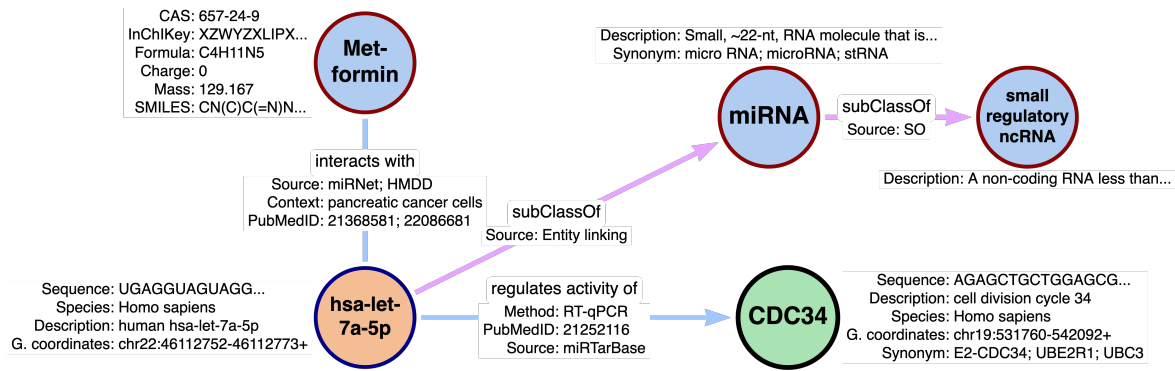 CAS: 657-24-9
InChIKey: XZWYZXLIPX...
Formula: C4H11N5
Charge: 0
Mass: 129.167
SMILES: CN(C)C(=N)N...
Met-
formin
interacts with
Source: miRNet; HMDD
Context: pancreatic cancer cells
PubMedID: 21368581; 22086681
Description: Small, ~22-nt, RNA molecule that is...
Synonym: micro RNA; microRNA; stRNA
miRNA
subClassOf
Source: SO
small
regulatory
ncRNA
Description: A non-coding RNA less than...
subClassOf
Source: Entity linking
Sequence: UGAGGUAGUAGG...
Species: Homo sapiens
Description: human hsa-let-7a-5p
G. coordinates: chr22:46112752-46112773+
hsa-let-
7a-5p
regulates activity of
Method: RT-qPCR
PubMedID: 21252116
Source: miRTarBase
CDC34
Sequence: AGAGCTGCTGGAGCG...
Description: cell division cycle 34
Species: Homo sapiens
G. coordinates: chr19:531760-542092+
Synonym: E2-CDC34; UBE2R1; UBC3